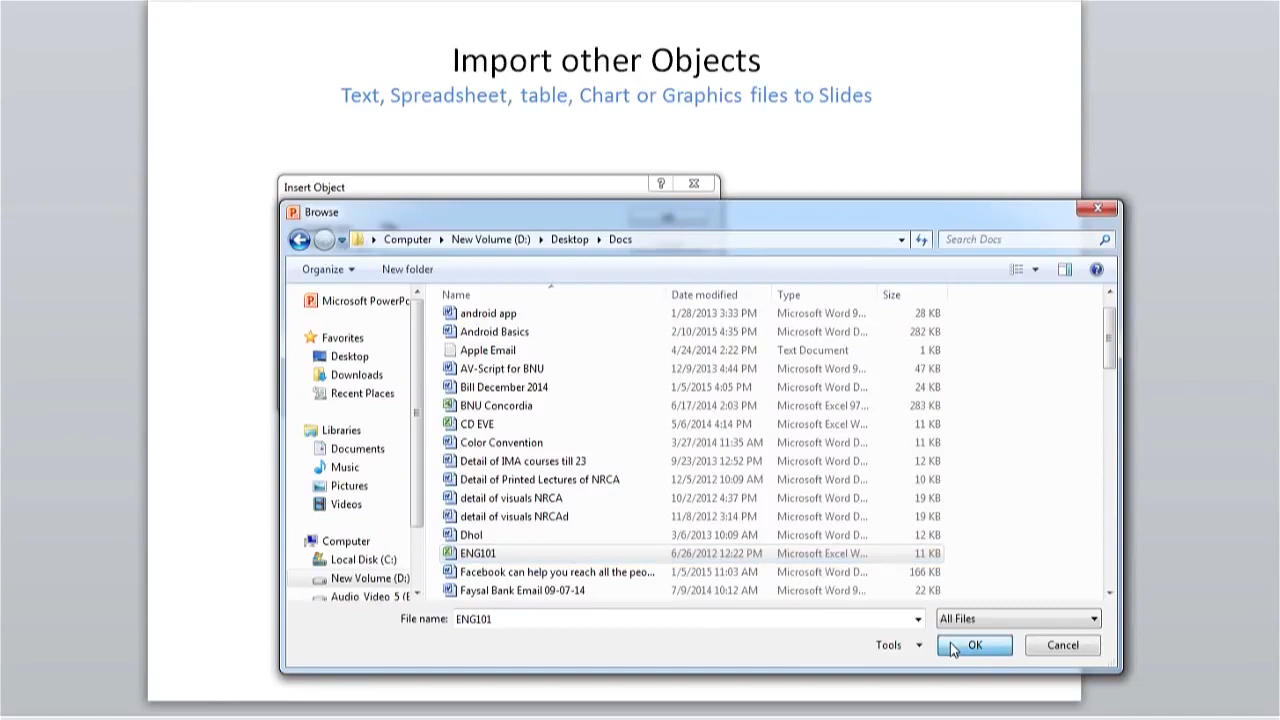 Import other Objects
Text, Spreadsheet, table, Chart or Graphics files to Slides
Insert Object
Browse
Computer New Volume (D:) Desktop Docs
Search Docs
Organize New folder
Microsoft PowerPo
Favorites
Desktop
Downloads
Recent Places
Libraries
Documents
Music
Pictures
Videos
Computer
Local Disk (C:)
New Volume (D:)
Audio Video 5 (E
Name Date modified Type Size
android app 1/28/2013 3:33 PM Microsoft Word 9... 28 KB
Android Basics 2/10/2015 4:35 PM Microsoft Word D... 282 KB
Apple Email 4/24/2014 2:22 PM Text Document 1 KB
AV-Script for BNU 12/9/2013 4:44 PM Microsoft Word 9... 47 KB
Bill December 2014 1/5/2015 4:05 PM Microsoft Word D... 24 KB
BNU Concordia 6/17/2014 2:03 PM Microsoft Excel 97... 283 KB
CD EVE 5/6/2014 4:14 PM Microsoft Excel W... 11 KB
Color Convention 3/27/2014 11:35 AM Microsoft Word D... 11 KB
Detail of IMA courses till 23 9/23/2013 12:52 PM Microsoft Word D... 12 KB
Detail of Printed Lectures of NRCA 12/5/2012 10:09 AM Microsoft Word D... 10 KB
detail of visuals NRCA 10/2/2012 4:37 PM Microsoft Word D... 19 KB
detail of visuals NRCAd 11/8/2012 3:14 PM Microsoft Word D... 19 KB
Dhol 3/6/2013 10:09 AM Microsoft Word D... 12 KB
ENG101 6/26/2012 12:22 PM Microsoft Excel W... 11 KB
Facebook can help you reach all the peo... 1/5/2015 11:03 AM Microsoft Word D... 166 KB
Faysal Bank Email 09-07-14 7/9/2014 10:12 AM Microsoft Word 9... 22 KB
File name: ENG101 All Files
Tools OK Cancel